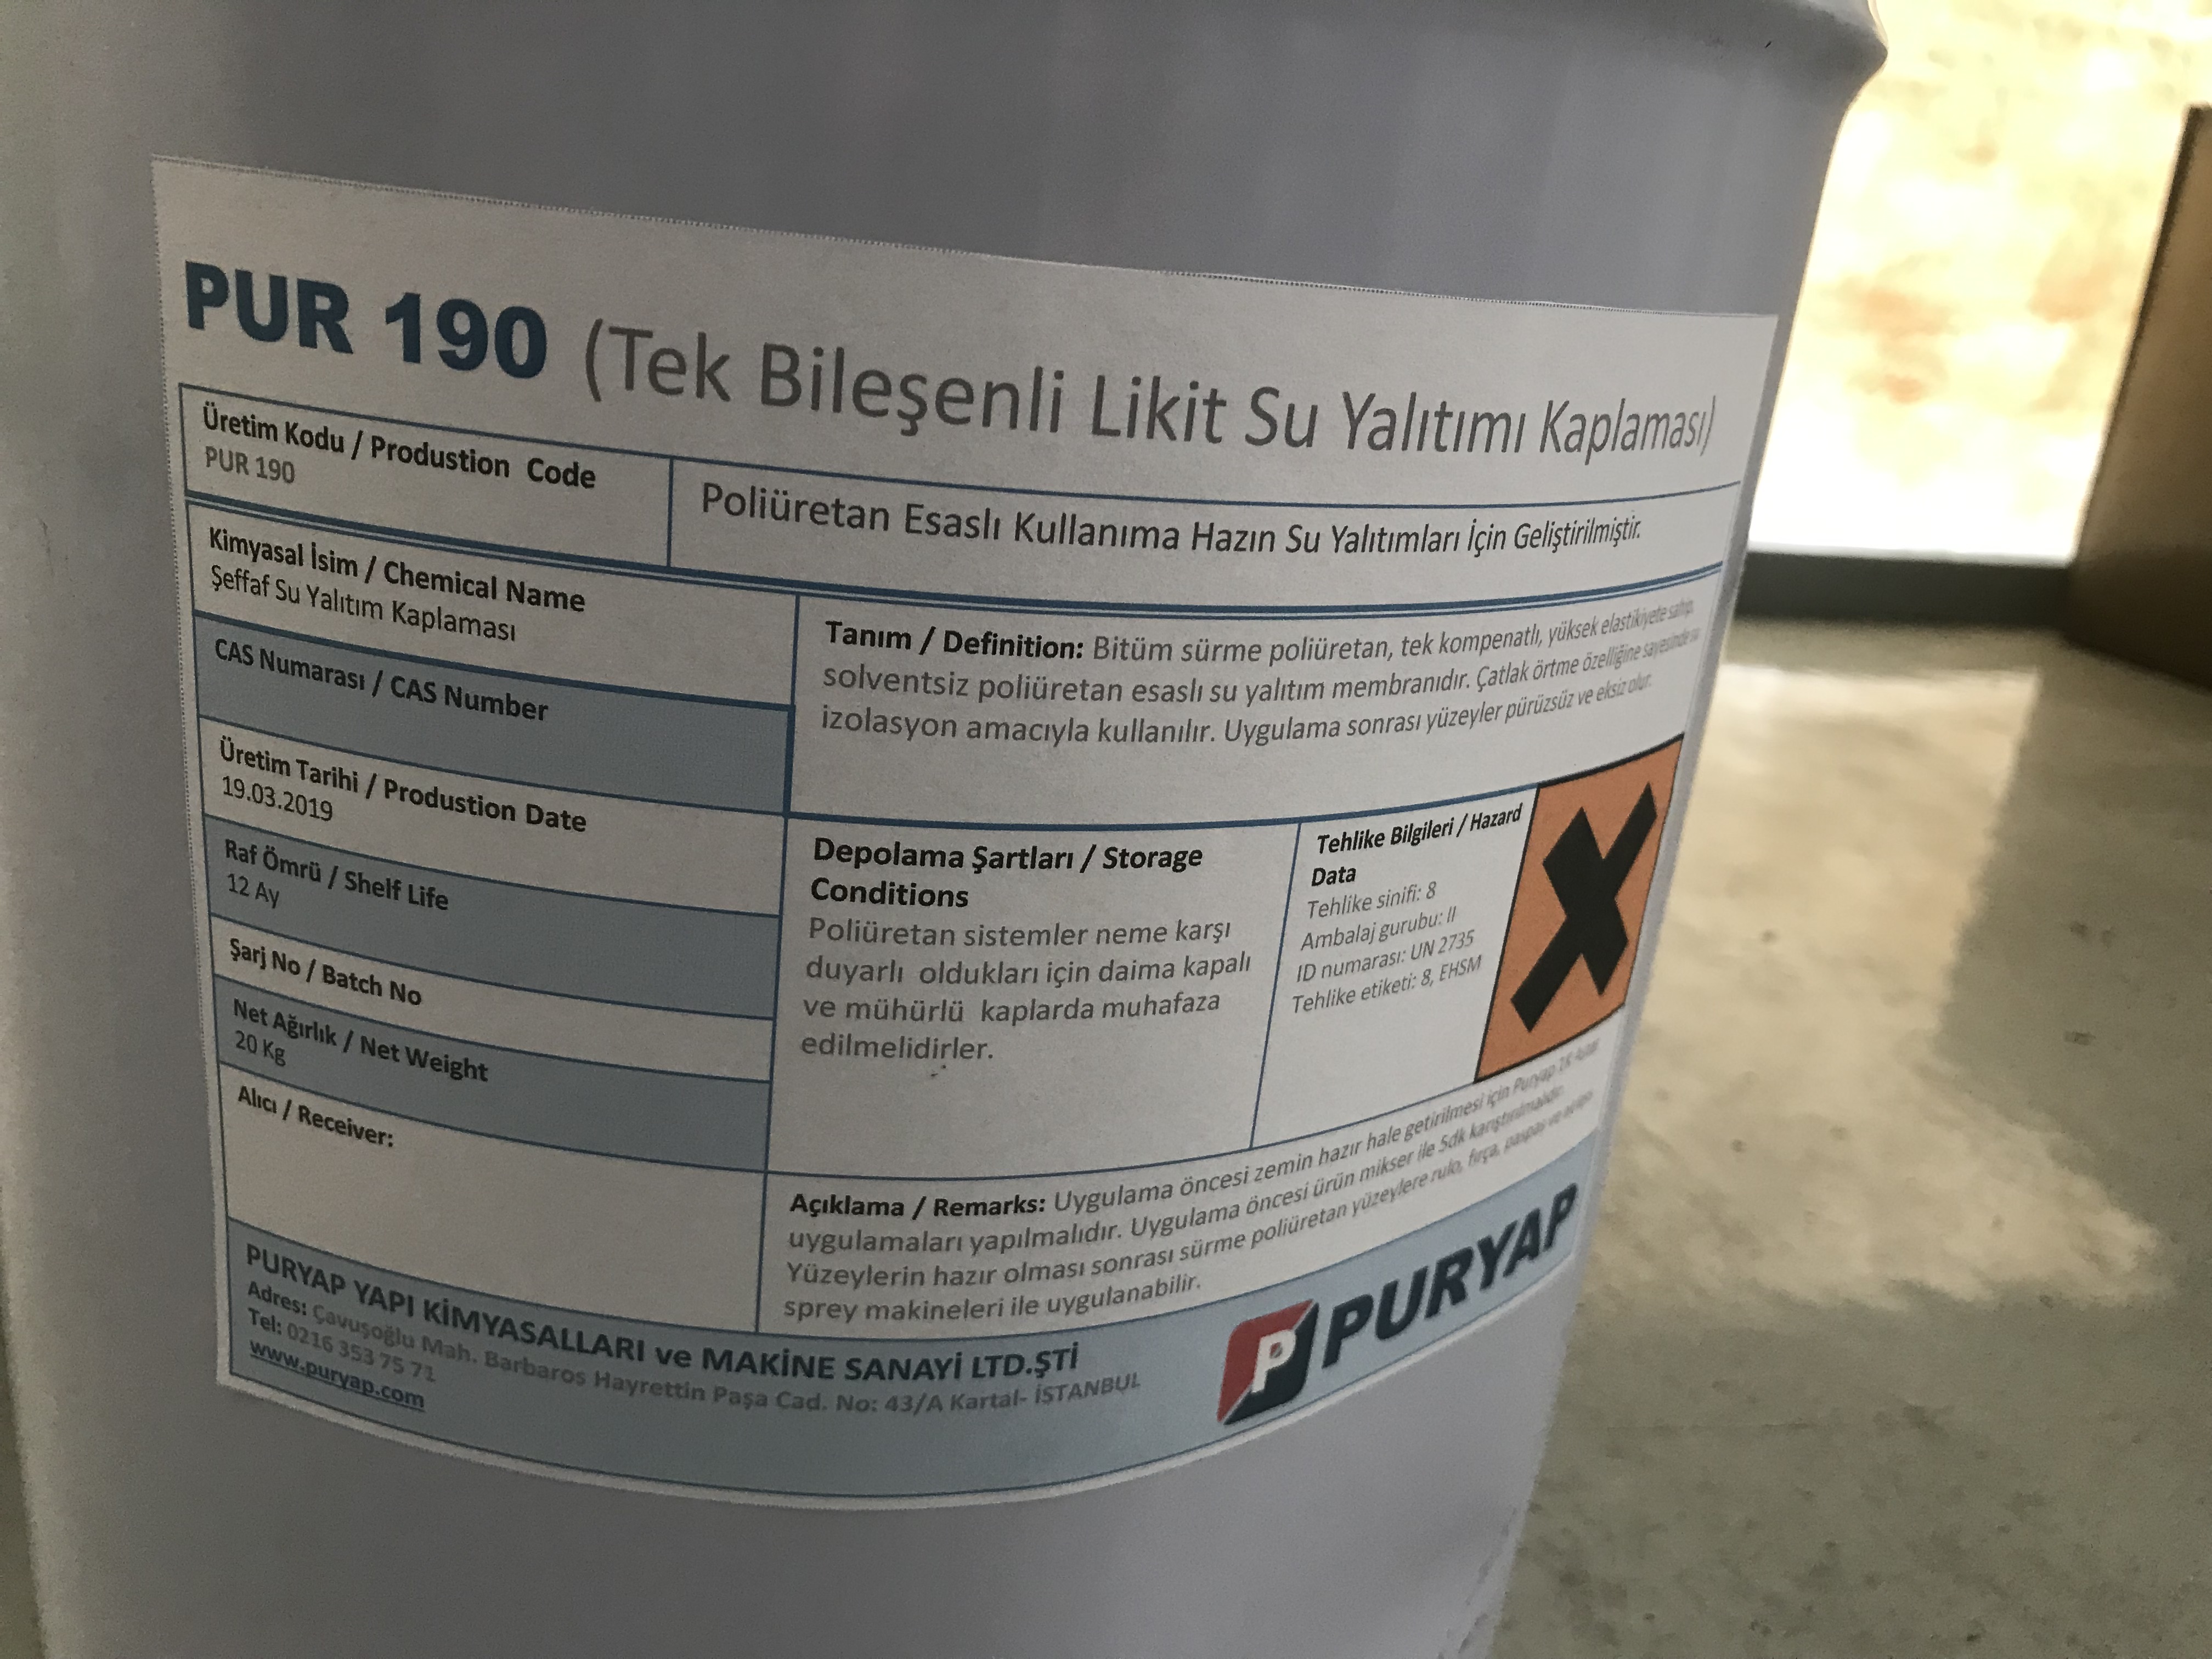 PUR 190 (Tek Bileşenli Likit Su Yalıtımı Kaplaması)
Üretim Kodu / Produstion Code
PUR 190
Poliüretan Esaslı Kullanıma Hazın Su Yalıtımları İçin Geliştirilmiştir.
Kimyasal İsim / Chemical Name
Şeffaf Su Yalıtım Kaplaması
CAS Numarası / CAS Number
Üretim Tarihi / Produstion Date
19.03.2019
Raf Ömrü / Shelf Life
12 Ay
Şarj No / Batch No
Net Ağırlık / Net Weight
20 Kg
Alıcı / Receiver:
Tanım / Definition: Bitüm sürme poliüretan, tek kompenatlı, yüksek elastikiyete sahip,
solventsiz poliüretan esaslı su yalıtım membranıdır. Çatlak örtme özelliğine sayesinde su
izolasyon amacıyla kullanılır. Uygulama sonrası yüzeyler pürüzsüz ve eksiz olur.
Depolama Şartları / Storage
Conditions
Poliüretan sistemler neme karşı
duyarlı oldukları için daima kapalı
ve mühürlü kaplarda muhafaza
edilmelidirler.
Tehlike Bilgileri / Hazard
Data
Tehlike sinifi: 8
Ambalaj gurubu: II
ID numarası: UN 2735
Tehlike etiketi: 8, EHSM
Açıklama / Remarks: Uygulama öncesi zemin hazır hale getirilmesi için Puryap
uygulamaları yapılmalıdır. Uygulama öncesi ürün mikser ile 5dk karıştırılmalıdır.
Yüzeylerin hazır olması sonrası sürme poliüretan yüzeylere rulo, fırça, paspas ve
sprey makineleri ile uygulanabilir.
PURYAP YAPI KİMYASALLARI ve MAKİNE SANAYİ LTD.ŞTİ
Adres: Çavuşoğlu Mah. Barbaros Hayrettin Paşa Cad. No: 43/A Kartal- İSTANBUL
Tel: 0216 353 75 71
www.puryap.com
P PURYAP